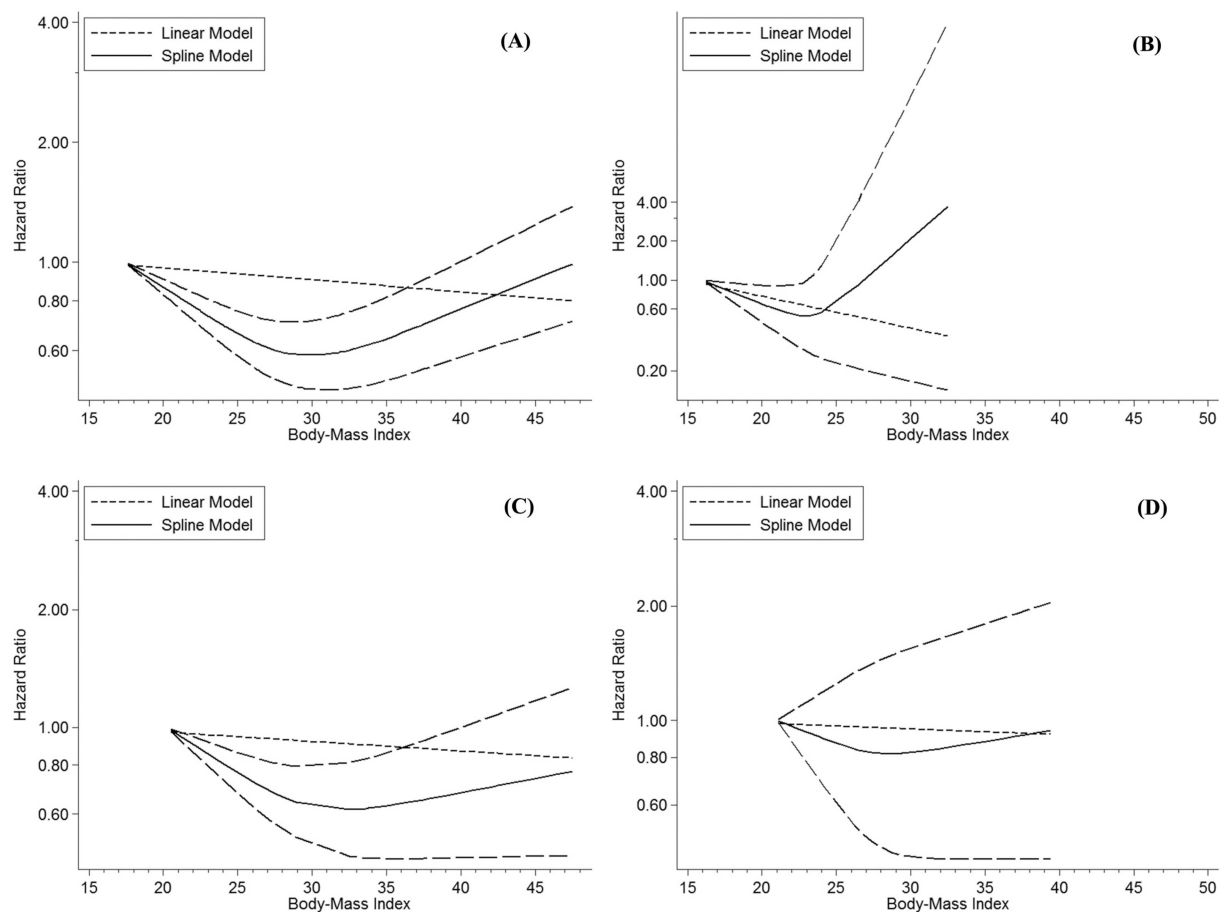 Linear Model
Spline Model
(A)
Hazard Ratio
4.00
2.00
1.00
0.80
0.60
15 20 25 30 35 40 45
Body-Mass Index
Linear Model
Spline Model
(B)
Hazard Ratio
4.00
2.00
1.00
0.60
0.20
15 20 25 30 35 40 45 50
Body-Mass Index
Linear Model
Spline Model
(C)
Hazard Ratio
4.00
2.00
1.00
0.80
0.60
15 20 25 30 35 40 45
Body-Mass Index
Linear Model
Spline Model
(D)
Hazard Ratio
4.00
2.00
1.00
0.80
0.60
15 20 25 30 35 40 45 50
Body-Mass Index